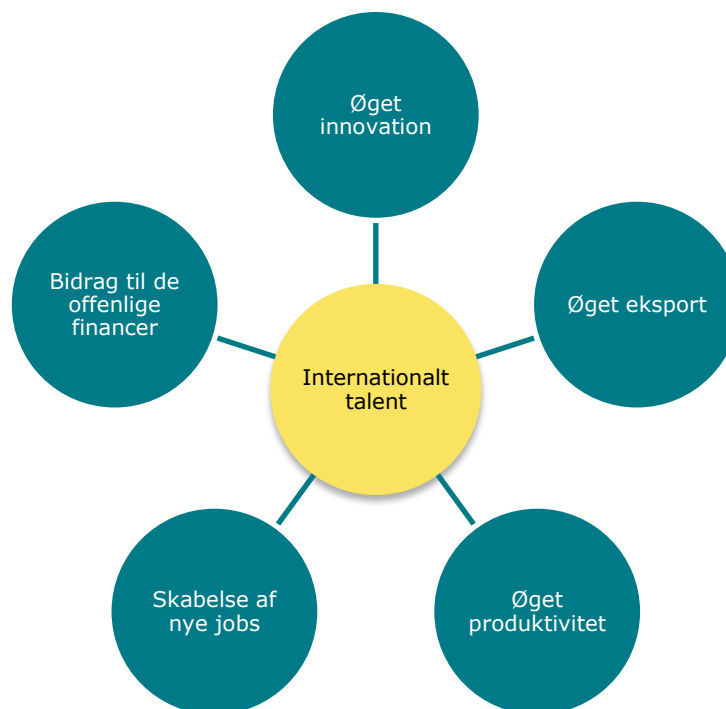 Øget
innovation
Bidrag til de
offenlige
financer
Øget eksport
Internationalt
talent
Skabelse af
nye jobs
Øget
produktivitet